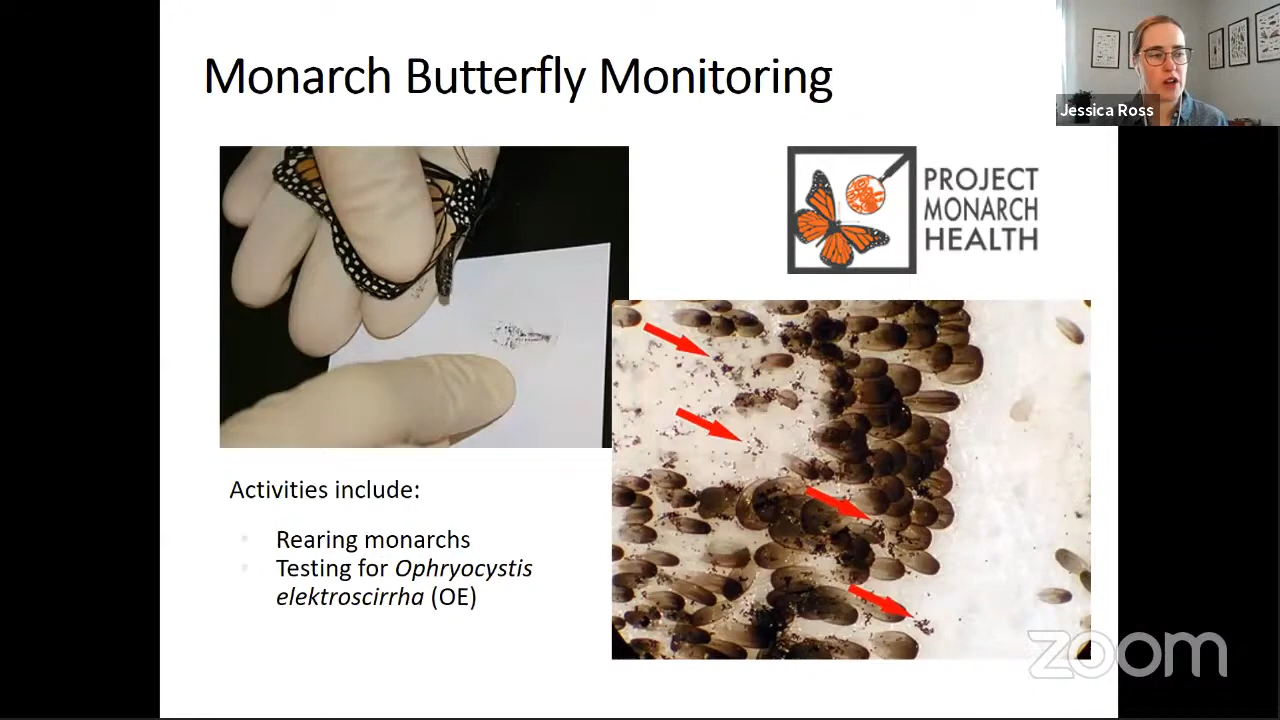 Monarch Butterfly Monitoring
Jessica Ross
PROJECT
MONARCH
HEALTH
Activities include:
• Rearing monarchs
• Testing for Ophryocystis
elektroscirrha (OE)
zoom